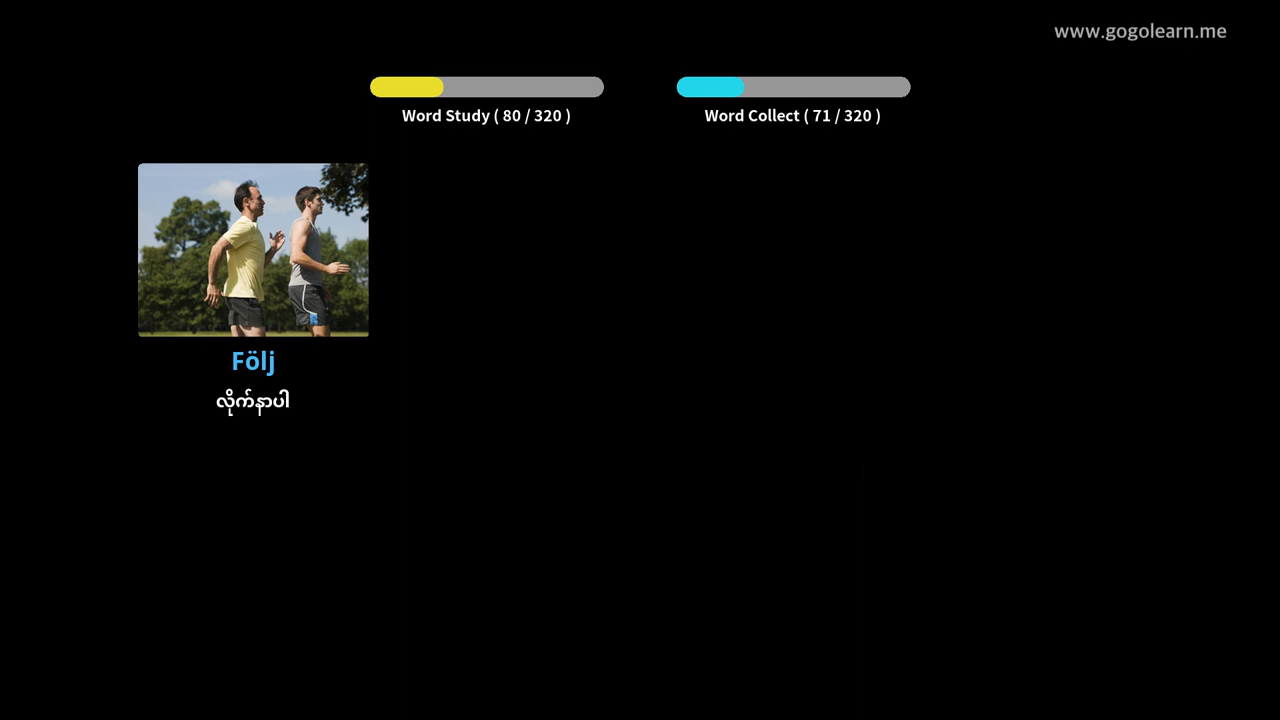 www.gogolearn.me
Word Study ( 80 / 320 )
Word Collect ( 71 / 320 )
Följ
လိုက်နာပါ